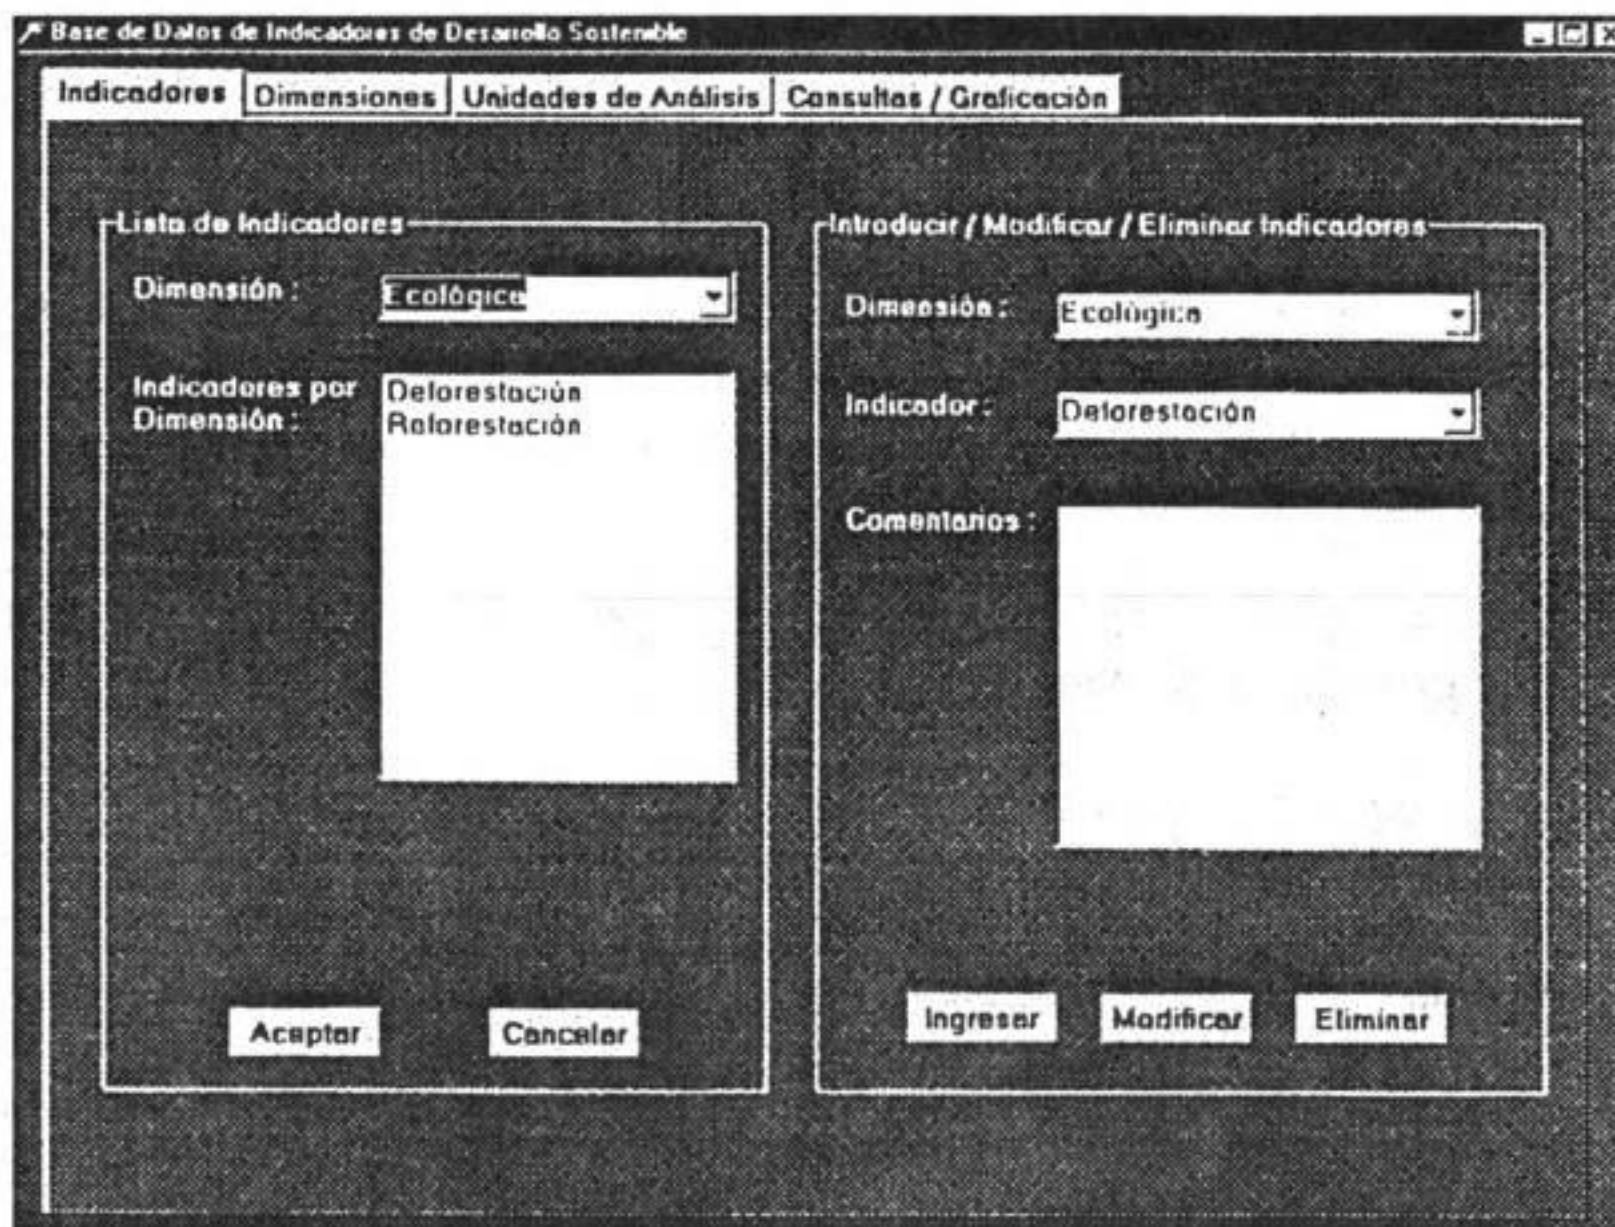 Base de Datos de Indicadores de Desarrollo Sostenible
Indicadores Dimensiones Unidades de Análisis Consultas / Graficación
Lista de Indicadores
Dimensión : Ecológica
Indicadores por
Dimensión :
Deforestación
Reforestación
Aceptar Cancelar
Introducir / Modificar / Eliminar Indicadores
Dimensión : Ecológica
Indicador : Deforestación
Comentarios :
Ingresar Modificar Eliminar